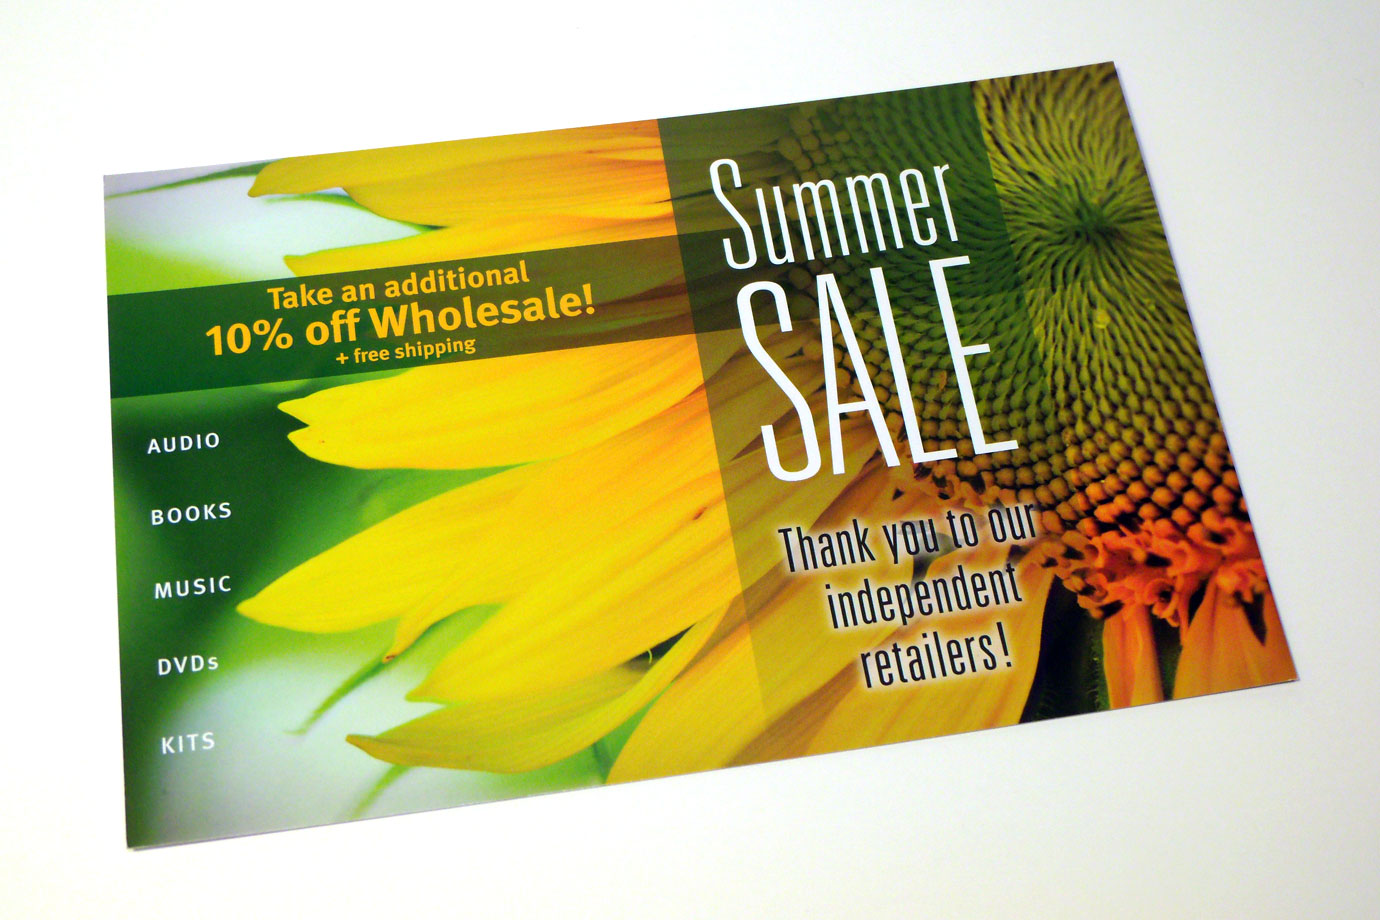 Summer
SALE
Take an additional
10% off Wholesale!
+ free shipping
AUDIO
BOOKS
MUSIC
DVDs
KITS
Thank you to our
independent
retailers!